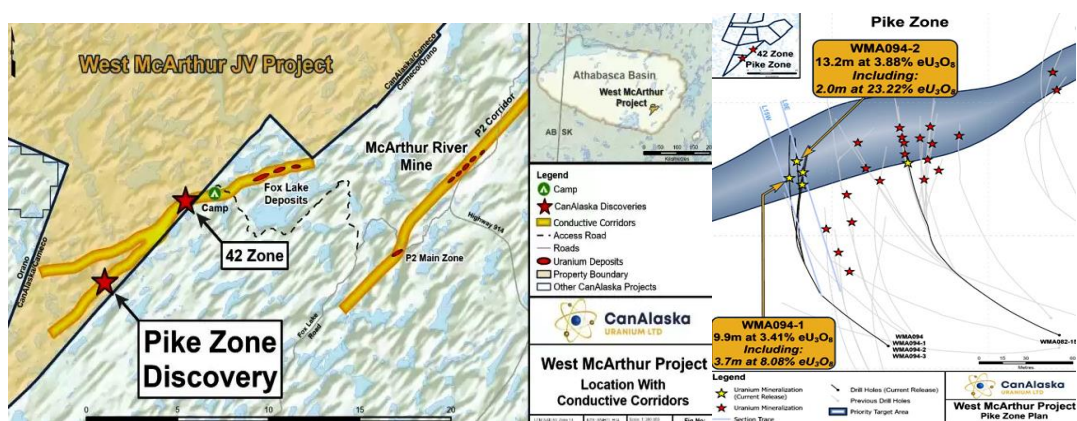 West McArthur JV Project
CanAlaska/Cameco
Cameco/Orano
P2 Corridor
McArthur River
Mine
Fox Lake
Deposits
Camp
42 Zone
Highway 914
P2 Main Zone
Orano
CanAlaska/Cameco
Fox Lake
Road
Pike Zone
Discovery
0
5
10
15
20
Athabasca Basin
West McArthur
Project
AB
SK
Kilometres
Legend
Camp
CanAlaska Discoveries
Conductive Corridors
Access Road
Roads
Uranium Deposits
Property Boundary
Other CanAlaska Projects
CanAlaska
URANIUM LTD
West McArthur Project
Location With
Conductive Corridors
42 Zone
Pike Zone
Pike Zone
WMA094-2
13.2m at 3.88% eU₃O₈
Including:
2.0m at 23.22% eU₃O₈
WMA094-1
9.9m at 3.41% eU₃O₈
Including:
3.7m at 8.08% eU₃O₈
WMA094
WMA094-1
WMA094-2
WMA094-3
Metres
Legend
Uranium Mineralization
(Current Release)
Uranium Mineralization
Section Trace
Drill Holes (Current Release)
Previous Drill Holes
Priority Target Area
CanAlaska
URANIUM LTD
West McArthur Project
Pike Zone Plan